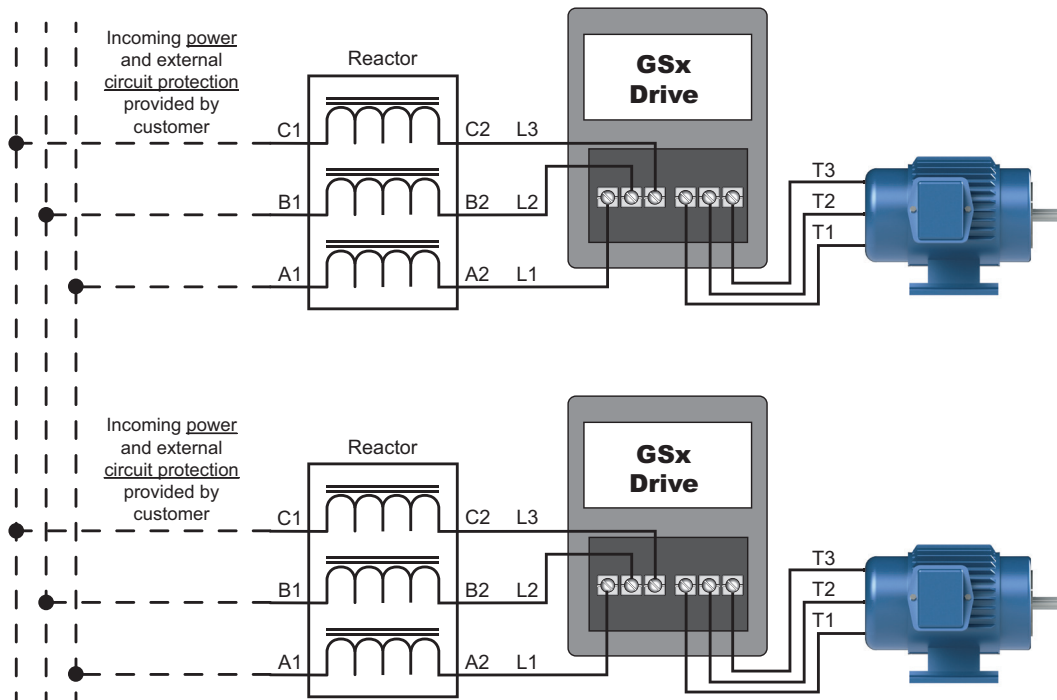 Incoming power
and external
circuit protection
provided by
customer
Reactor
GSx
Drive
C1
C2
L3
B1
B2
L2
A1
A2
L1
T3
T2
T1
Incoming power
and external
circuit protection
provided by
customer
Reactor
GSx
Drive
C1
C2
L3
B1
B2
L2
A1
A2
L1
T3
T2
T1